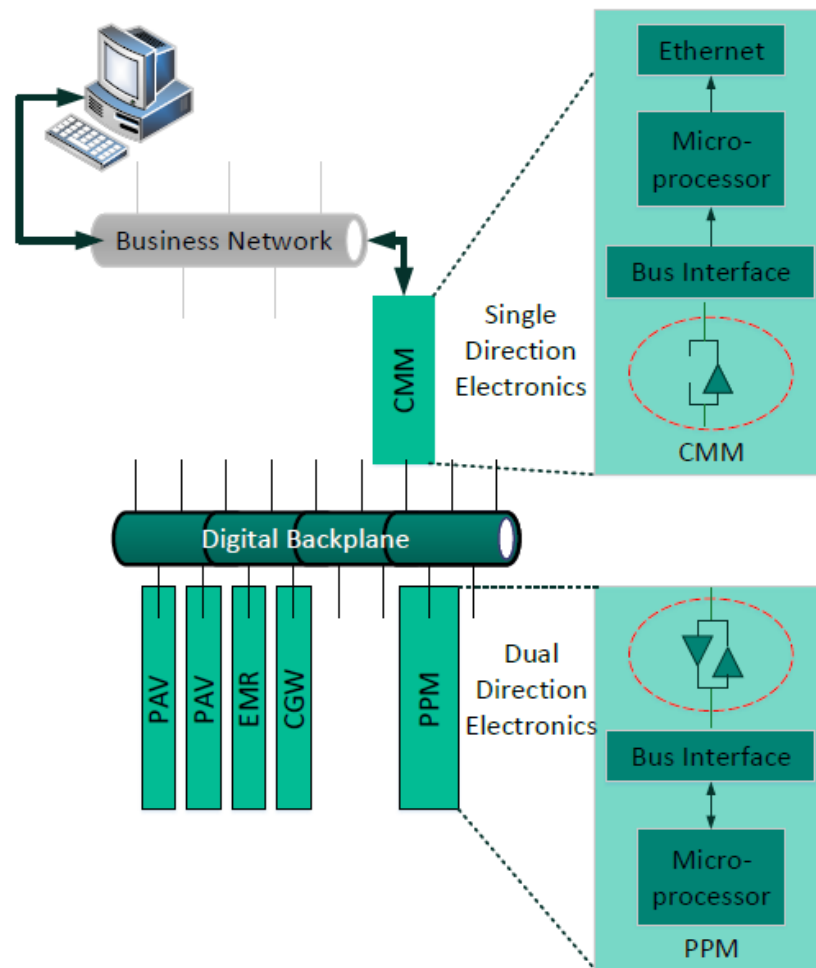 Ethernet
Micro-
processor
Bus Interface
CMM
Business Network
CMM
Single
Direction
Electronics
Digital Backplane
PAV
PAV
EMR
CGW
PPM
Dual
Direction
Electronics
Bus Interface
Micro-
processor
PPM